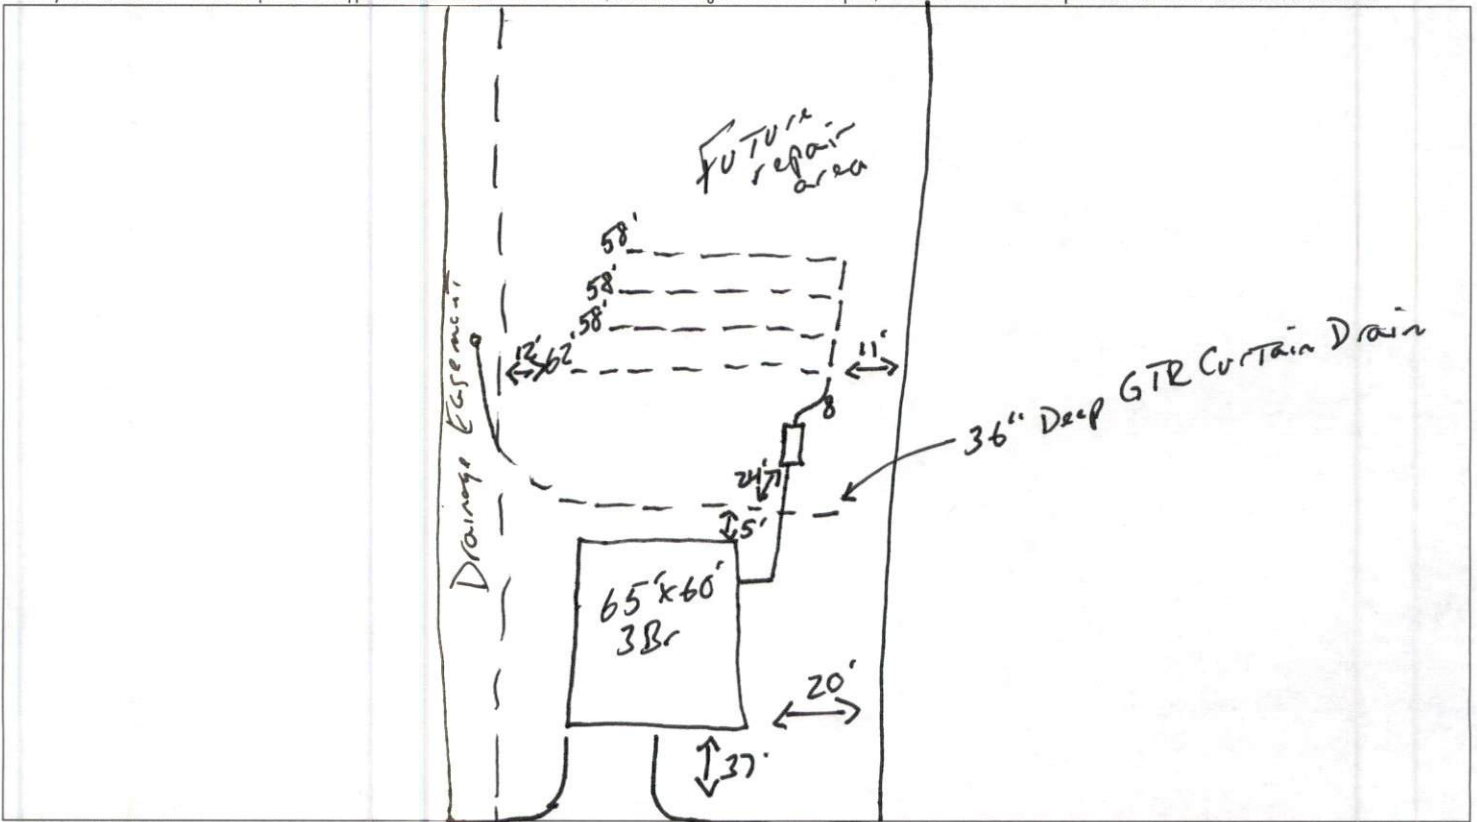 Future
repair
area
58'
58'
58'
62'
12'
11'
Drainage Easement
8
36" Deep GTR Curtain Drain
24'
5'
65'x60'
3Br
20'
37'